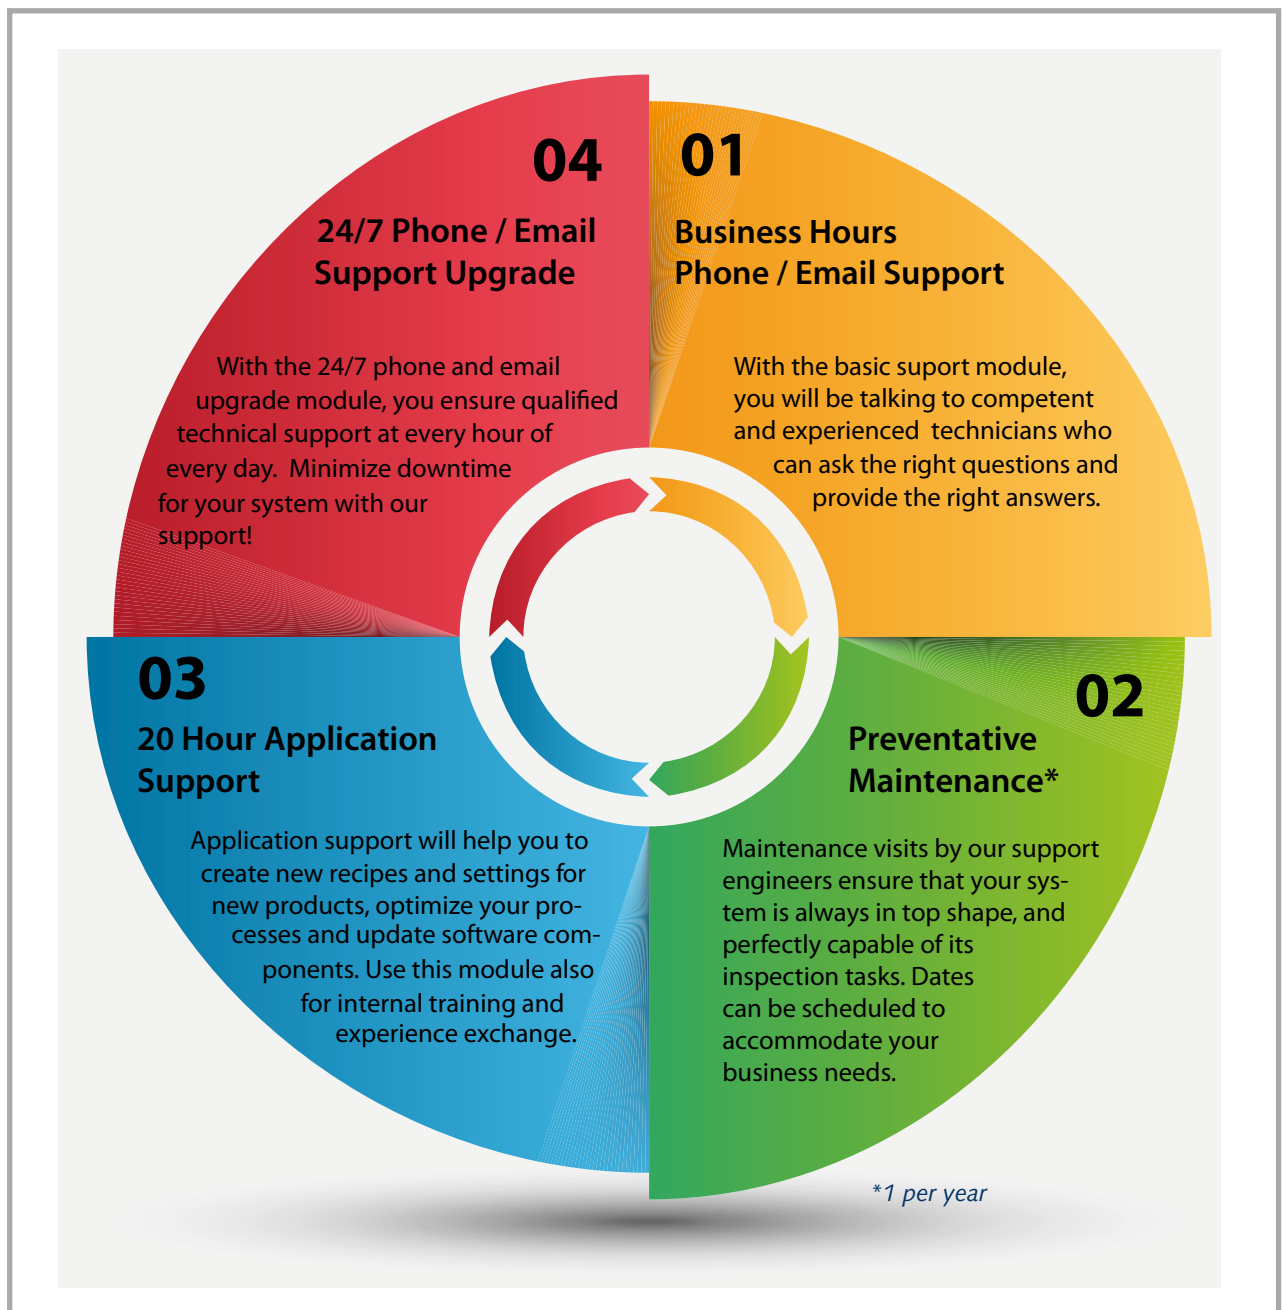 04
24/7 Phone / Email
Support Upgrade
With the 24/7 phone and email
upgrade module, you ensure qualified
technical support at every hour of
every day.  Minimize downtime
for your system with our
support!
01
Business Hours
Phone / Email Support
With the basic suport module,
you will be talking to competent
and experienced  technicians who
can ask the right questions and
provide the right answers.
03
20 Hour Application
Support
Application support will help you to
create new recipes and settings for
new products, optimize your pro-
cesses and update software com-
ponents. Use this module also
for internal training and
experience exchange.
02
Preventative
Maintenance*
Maintenance visits by our support
engineers ensure that your sys-
tem is always in top shape, and
perfectly capable of its
inspection tasks. Dates
can be scheduled to
accommodate your
business needs.
*1 per year